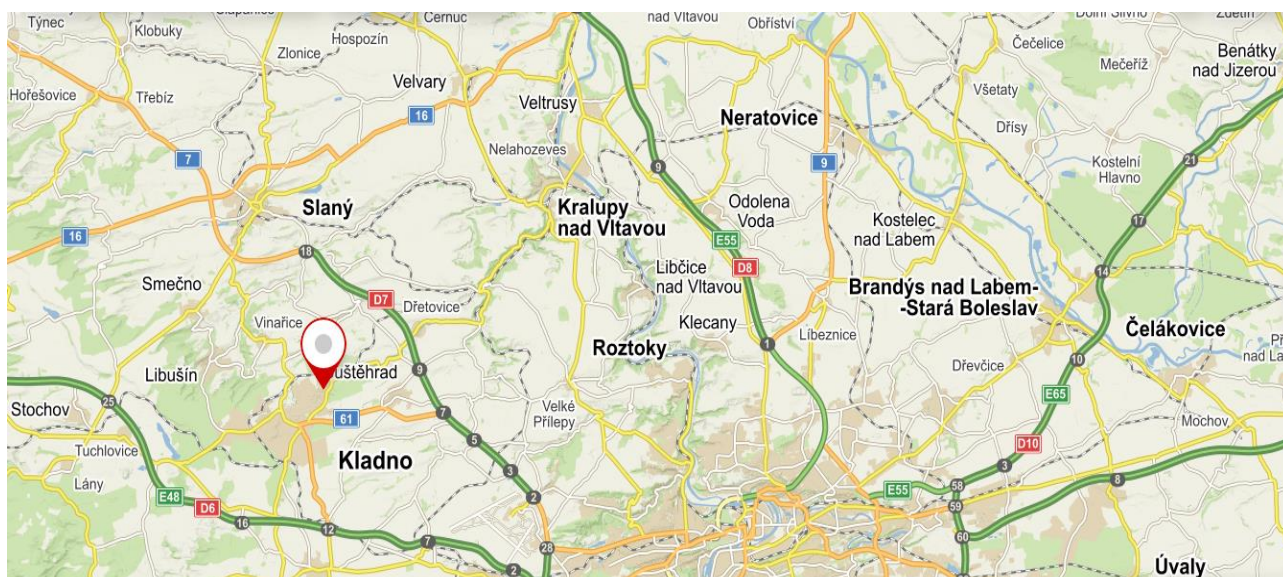 Týnec
Klobuky
Cernuc
nad Vltavou
Obříství
Hospozín
Zlonice
Čečelice
Benátky
nad Jizerou
Mečeříž
Velvary
Všetaty
Hořešovice
Třebíz
Veltrusy
Neratovice
16
Dřísy
7
9
9
21
Nelahozeves
Kostelní
Hlavno
Slaný
Kralupy
nad Vltavou
Odolena
Voda
17
Kostelec
nad Labem
16
E55
18
D8
Libčice
nad Vltavou
14
Smečno
D7
Dřetovice
Brandýs nad Labem-
-Stará Boleslav
Vinařice
Klecany
Líbeznice
Čelákovice
1
Roztoky
Dřevčice
10
Libušín
uštěhrad
9
E65
25
Stochov
61
7
Velké
Přílepy
Mochov
Tuchlovice
5
D10
Kladno
3
3
Lány
E48
D6
2
E55
58
8
16
12
59
7
28
60
2
Úvaly